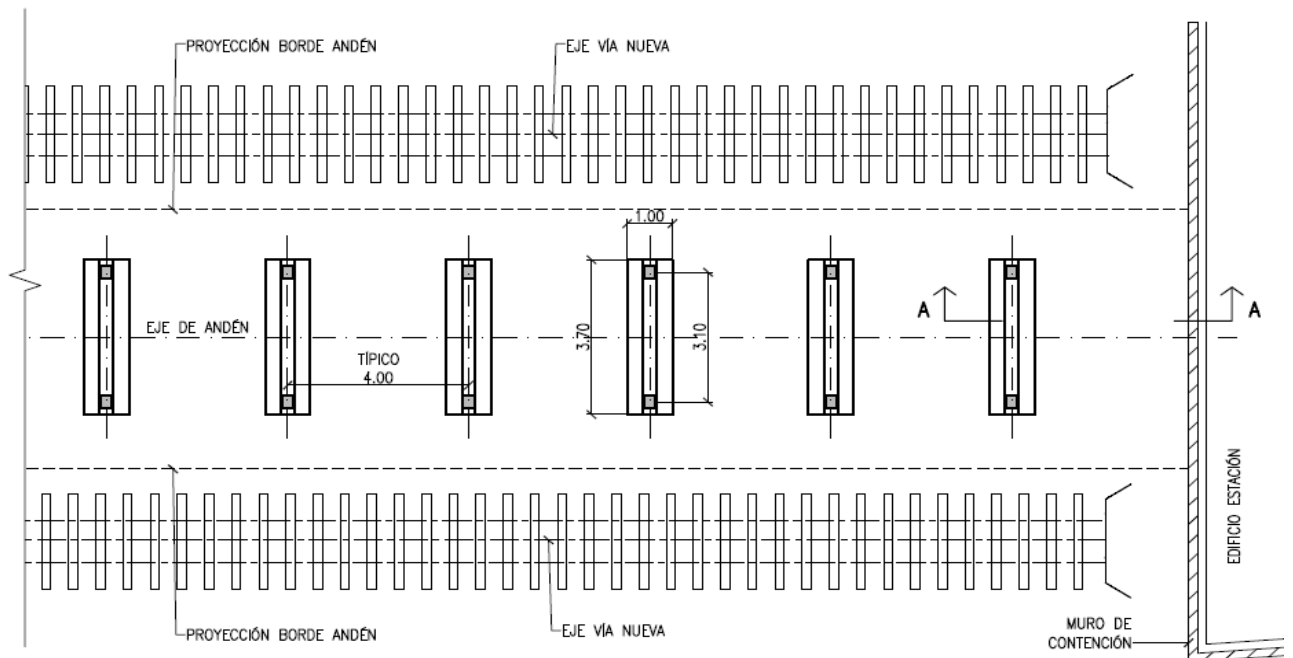 PROYECCIÓN BORDE ANDÉN
EJE VÍA NUEVA
1.00
EJE DE ANDÉN
TÍPICO
4.00
3.70
3.10
A
A
EDIFICIO ESTACIÓN
PROYECCIÓN BORDE ANDÉN
EJE VÍA NUEVA
MURO DE
CONTENCIÓN